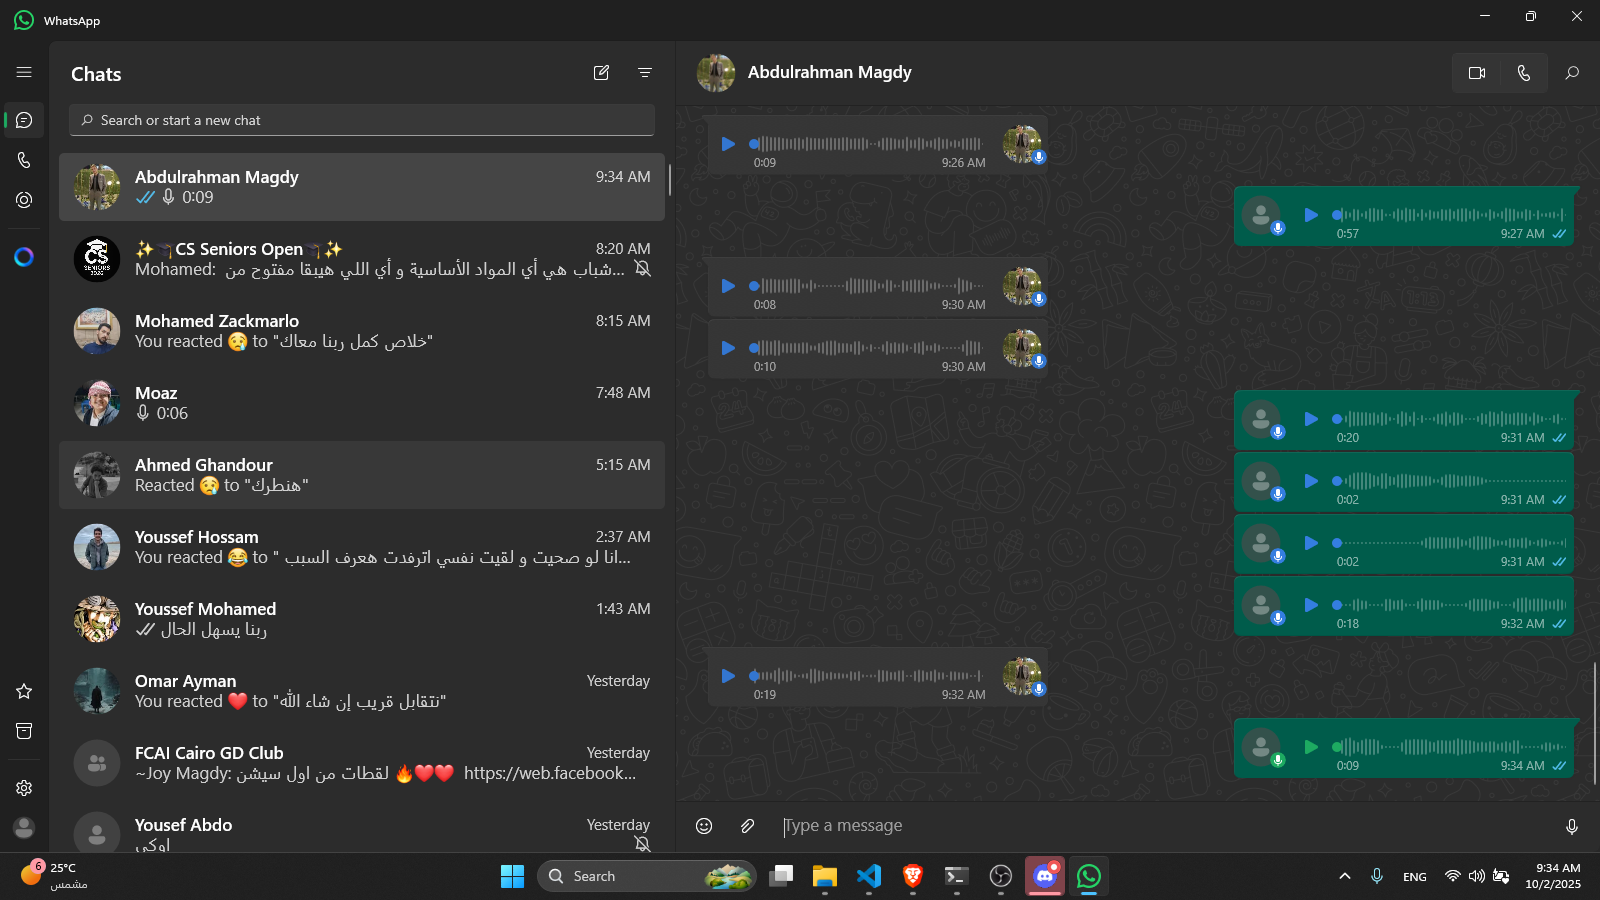 WhatsApp
Chats
Search or start a new chat
Abdulrahman Magdy
9:34 AM
0:09
✨🎓CS Seniors Open🎓✨
8:20 AM
Mohamed: شباب هي أي المواد الأساسية و أي اللي هيبقا مفتوح من...
CS
SENIORS
Mohamed Zackmarlo
8:15 AM
You reacted 😢 to "خلاص كمل ربنا معاك"
Moaz
7:48 AM
0:06
Ahmed Ghandour
5:15 AM
Reacted 😢 to "هنطرك"
Youssef Hossam
2:37 AM
You reacted 😂 to " انا لو صحيت و لقيت نفسي اترفدت هعرف السبب...
Youssef Mohamed
1:43 AM
ربنا يسهل الحال
Omar Ayman
Yesterday
You reacted ❤️ to "نتقابل قريب إن شاء الله"
FCAI Cairo GD Club
Yesterday
~Joy Magdy: لقطات من اول سيشن 🔥❤️❤️ https://web.facebook...
Yousef Abdo
Yesterday
اوكي
Abdulrahman Magdy
0:09
9:26 AM
0:57
9:27 AM
0:08
9:30 AM
0:10
9:30 AM
0:20
9:31 AM
0:02
9:31 AM
0:02
9:31 AM
0:18
9:32 AM
0:19
9:32 AM
0:09
9:34 AM
Type a message
6
25°C
مشمس
Search
ENG
9:34 AM
10/2/2025